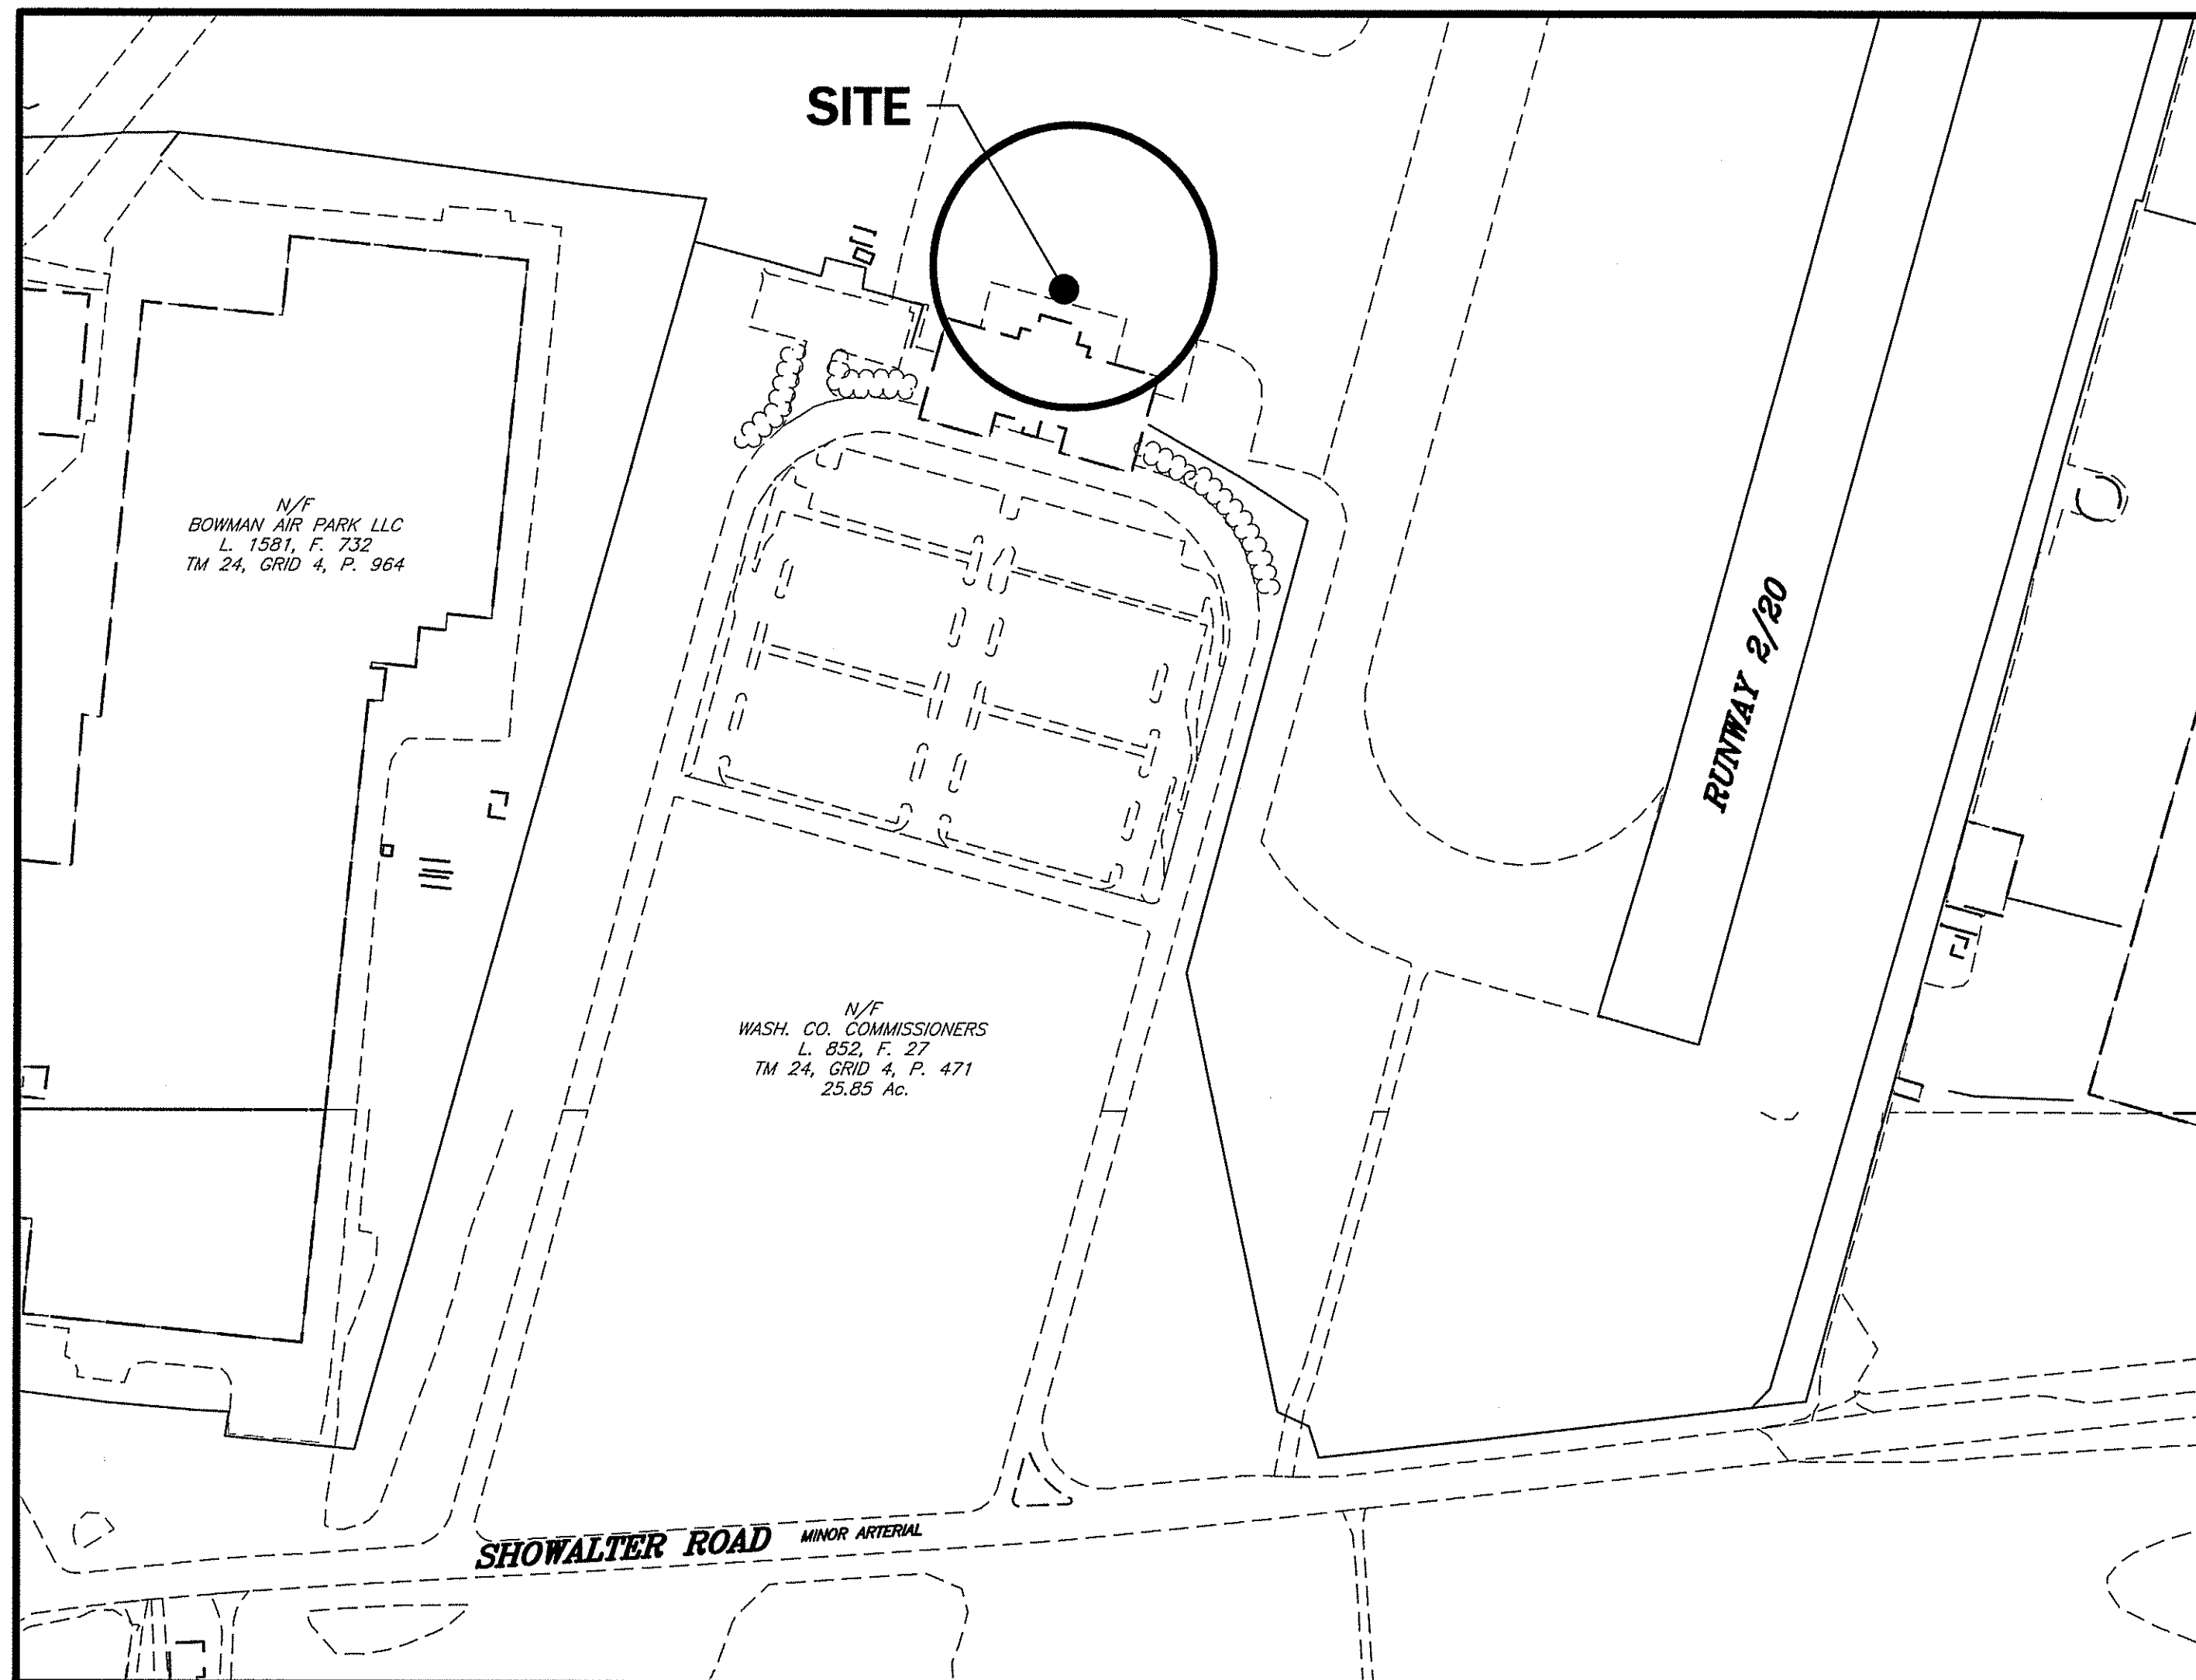 SITE
N/F
BOWMAN AIR PARK LLC
L. 1581, F. 732
TM 24, GRID 4, P. 964
RUNWAY 2/20
N/F
WASH. CO. COMMISSIONERS
L. 852, F. 27
TM 24, GRID 4, P. 471
25.85 Ac.
SHOWALTER ROAD MINOR ARTERIAL